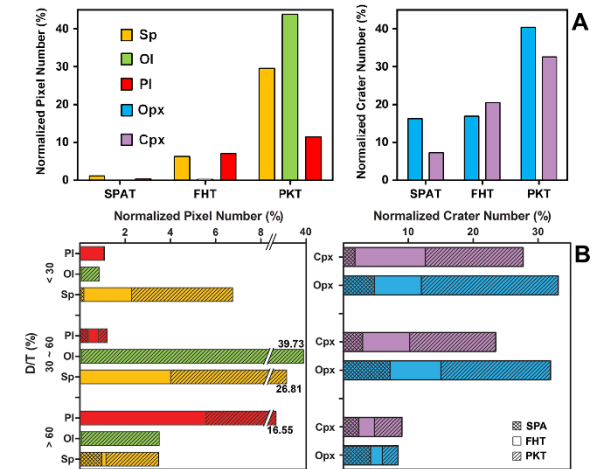 A
Normalized Pixel Number (%)
40
30
20
10
0
Sp
Ol
Pl
Opx
Cpx
SPAT
FHT
PKT
Normalized Crater Number (%)
40
30
20
10
0
SPAT
FHT
PKT
B
Normalized Pixel Number (%)
2
4
6
8
40
D/T (%)
< 30
Pl
Ol
Sp
30 ~ 60
Pl
Ol
39.73
Sp
26.81
> 60
Pl
16.55
Ol
Sp
Normalized Crater Number (%)
10
20
30
Cpx
Opx
Cpx
Opx
Cpx
Opx
SPA
FHT
PKT